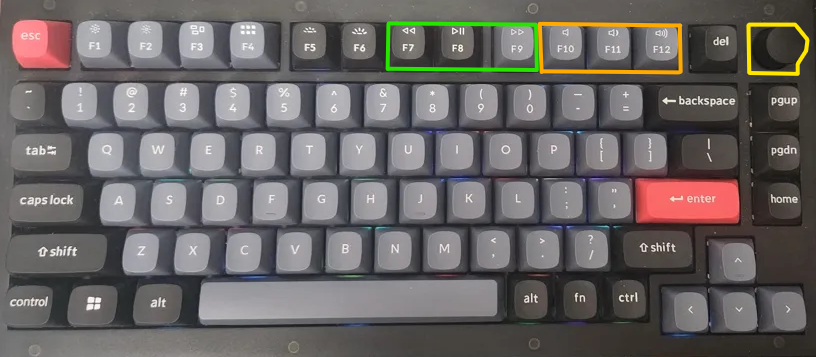 esc F1 F2 F3 F4 F5 F6 F7 F8 F9 F10 F11 F12 del
~ ` ! 1 @ 2 # 3 $ 4 % 5 ^ 6 & 7 * 8 ( 9 ) 0 _ - + = ← backspace pgup
tab Q W E R T Y U I O P { [ } ] | \ pgdn
caps lock A S D F G H J K L : ; " ' ↵ enter home
⇧ shift Z X C V B N M < , > . ? / ⇧ shift ^
control alt alt fn ctrl < ∨ >